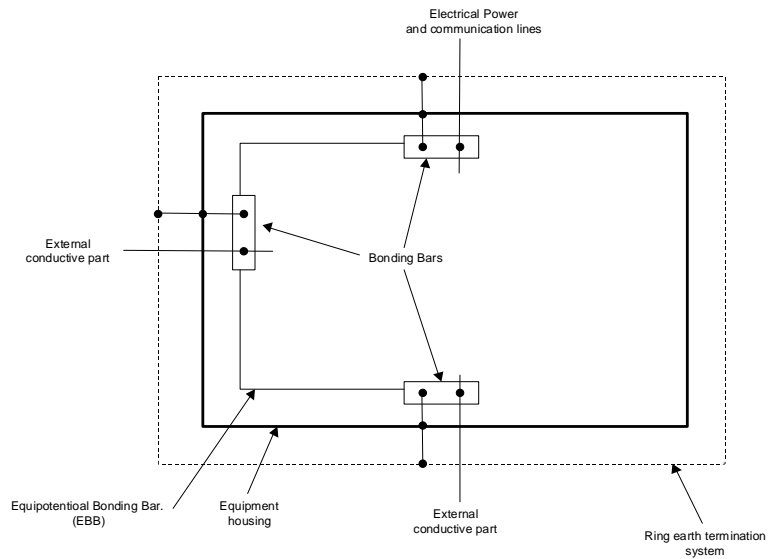 Electrical Power
and communication lines
External
conductive part
Bonding Bars
Equipotentioal Bonding Bar.
(EBB)
Equipment
housing
External
conductive part
Ring earth termination
system